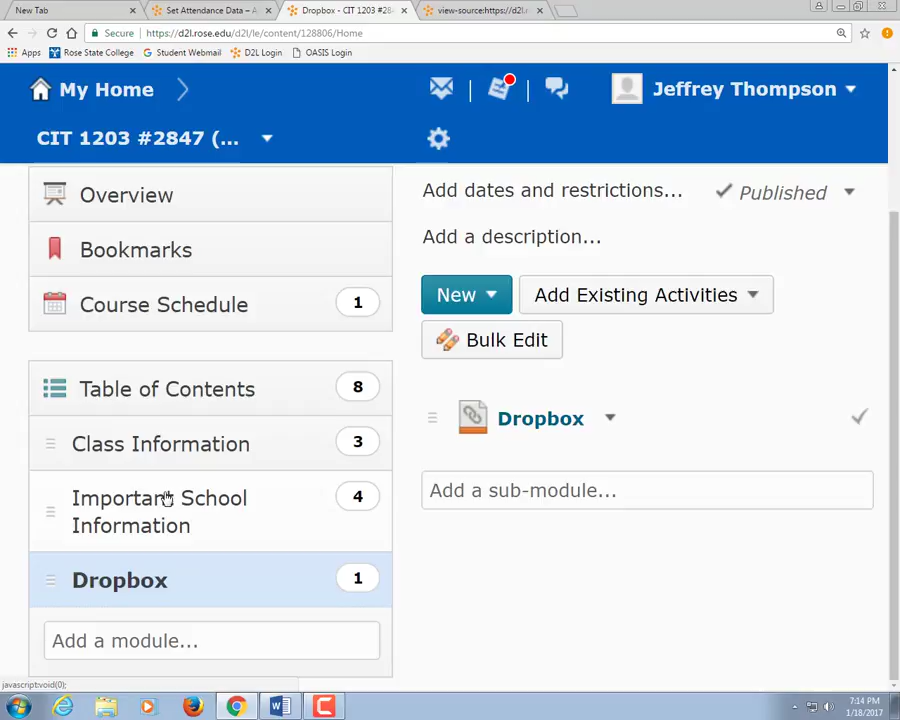 New Tab
Set Attendance Data – A
Dropbox - CIT 1203 #284
view-source:https://d2l.
Secure
https://d2l.rose.edu/d2l/le/content/128806/Home
Apps
Rose State College
Student Webmail
D2L Login
OASIS Login
My Home
Jeffrey Thompson
CIT 1203 #2847 (...
Overview
Add dates and restrictions...
Published
Bookmarks
Add a description...
Course Schedule
1
New
Add Existing Activities
Bulk Edit
Table of Contents
8
Class Information
3
Dropbox
Important School
Information
4
Add a sub-module...
Dropbox
1
Add a module...
javascript:void(0);
7:14 PM
1/18/2017